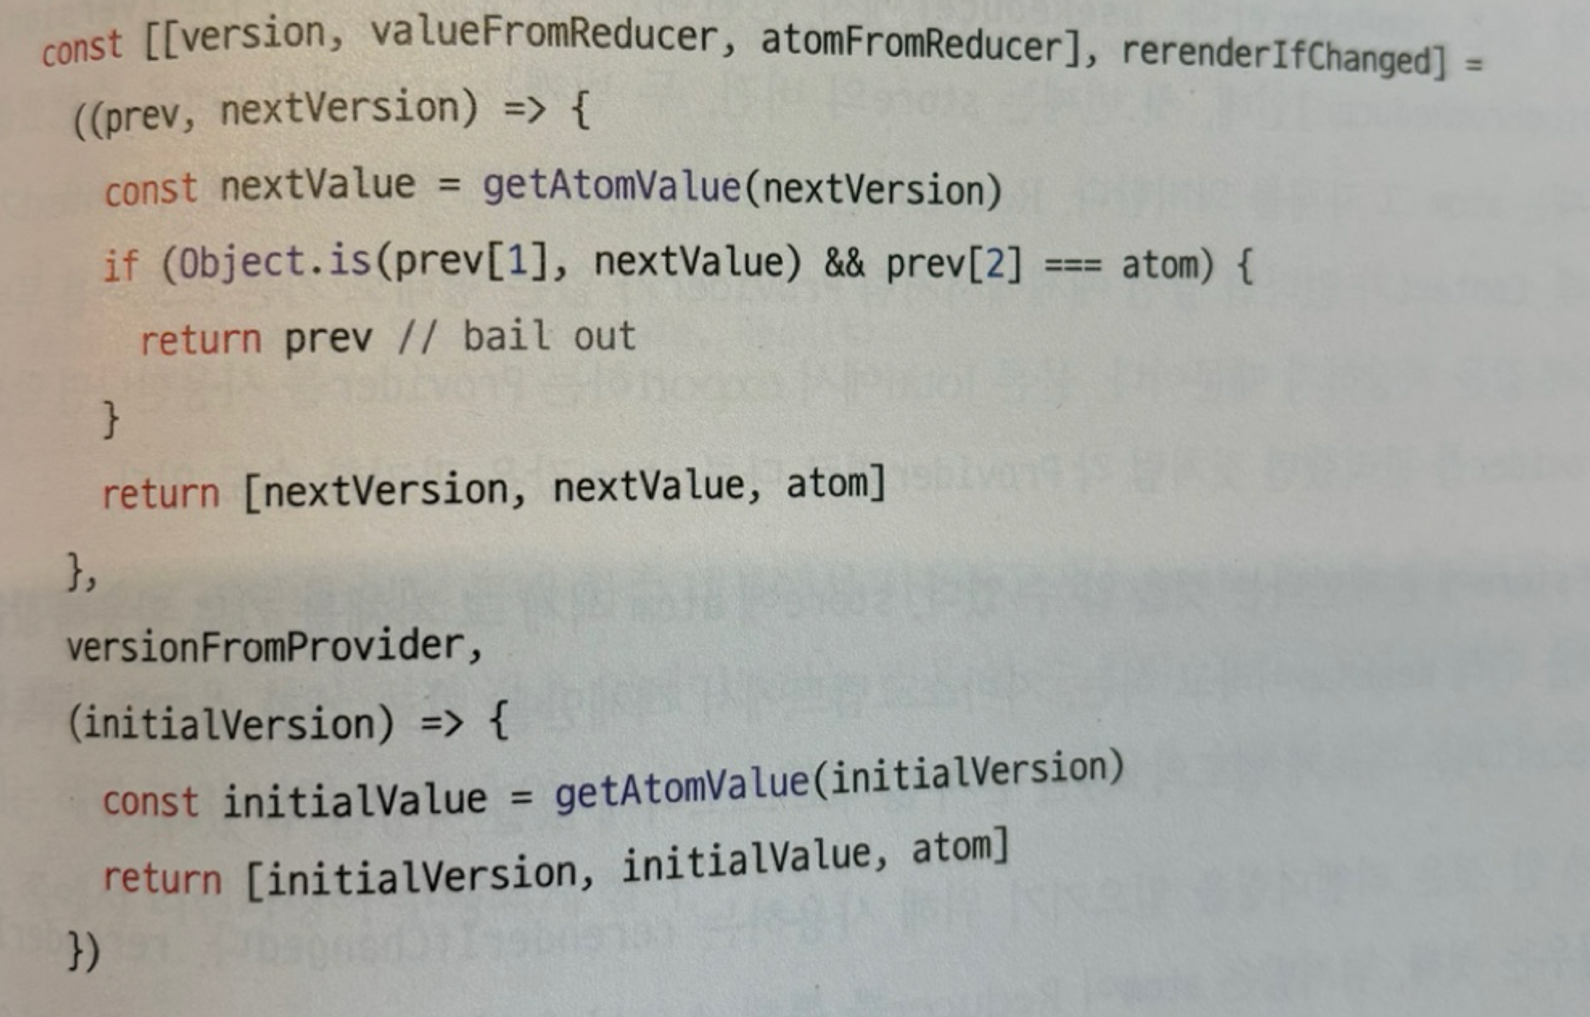 const [[version, valueFromReducer, atomFromReducer], rerenderIfChanged] =
((prev, nextVersion) => {
const nextValue = getAtomValue(nextVersion)
if (Object.is(prev[1], nextValue) && prev[2] === atom) {
return prev // bail out
}
return [nextVersion, nextValue, atom]
},
versionFromProvider,
(initialVersion) => {
const initialValue = getAtomValue(initialVersion)
return [initialVersion, initialValue, atom]
})